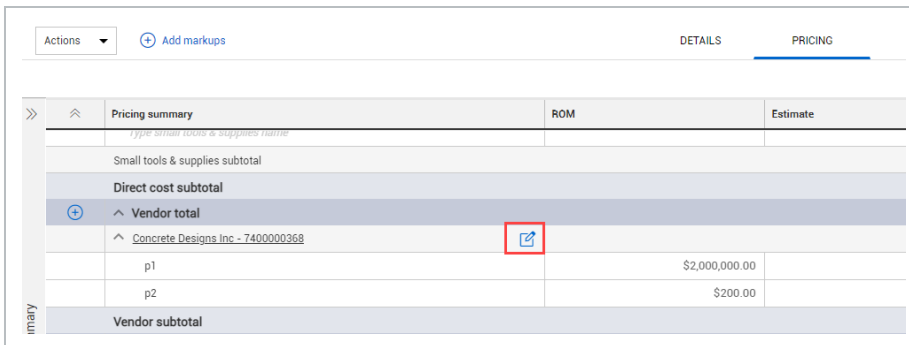 Actions Add markups DETAILS PRICING
Pricing summary ROM Estimate
Type small tools & supplies name
Small tools & supplies subtotal
Direct cost subtotal
Vendor total
Concrete Designs Inc - 7400000368
p1 $2,000,000.00
p2 $200.00
Vendor subtotal